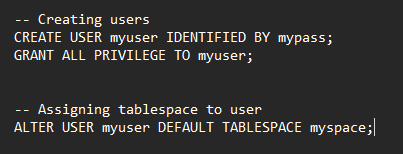 -- Creating users
CREATE USER myuser IDENTIFIED BY mypass;
GRANT ALL PRIVILEGE TO myuser;
-- Assigning tablespace to user
ALTER USER myuser DEFAULT TABLESPACE myspace;